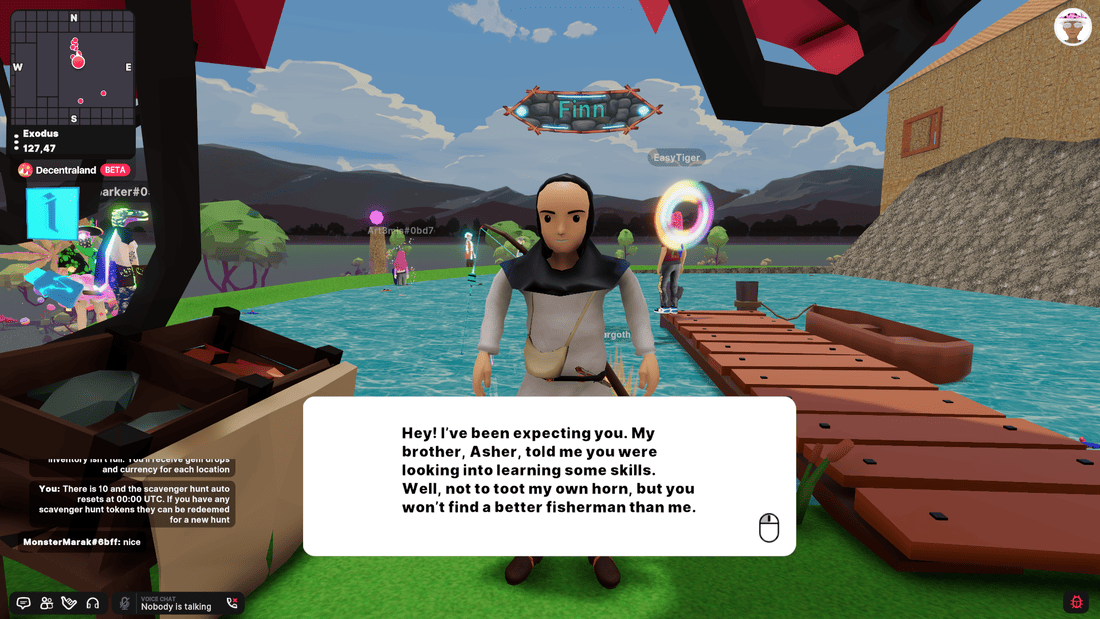 N
W
E
S
Exodus
127,47
Decentraland BETA
arker#0
Finn
EasyTiger
Art3mis#0bd7
urgoth
Hey! I've been expecting you. My
brother, Asher, told me you were
looking into learning some skills.
Well, not to toot my own horn, but you
won't find a better fisherman than me.
inventory isn't full. You'll receive gem drops
and currency for each location
You: There is 10 and the scavenger hunt auto
resets at 00:00 UTC. If you have any
scavenger hunt tokens they can be redeemed
for a new hunt
MonsterMarak#6bff: nice
VOICE CHAT
Nobody is talking